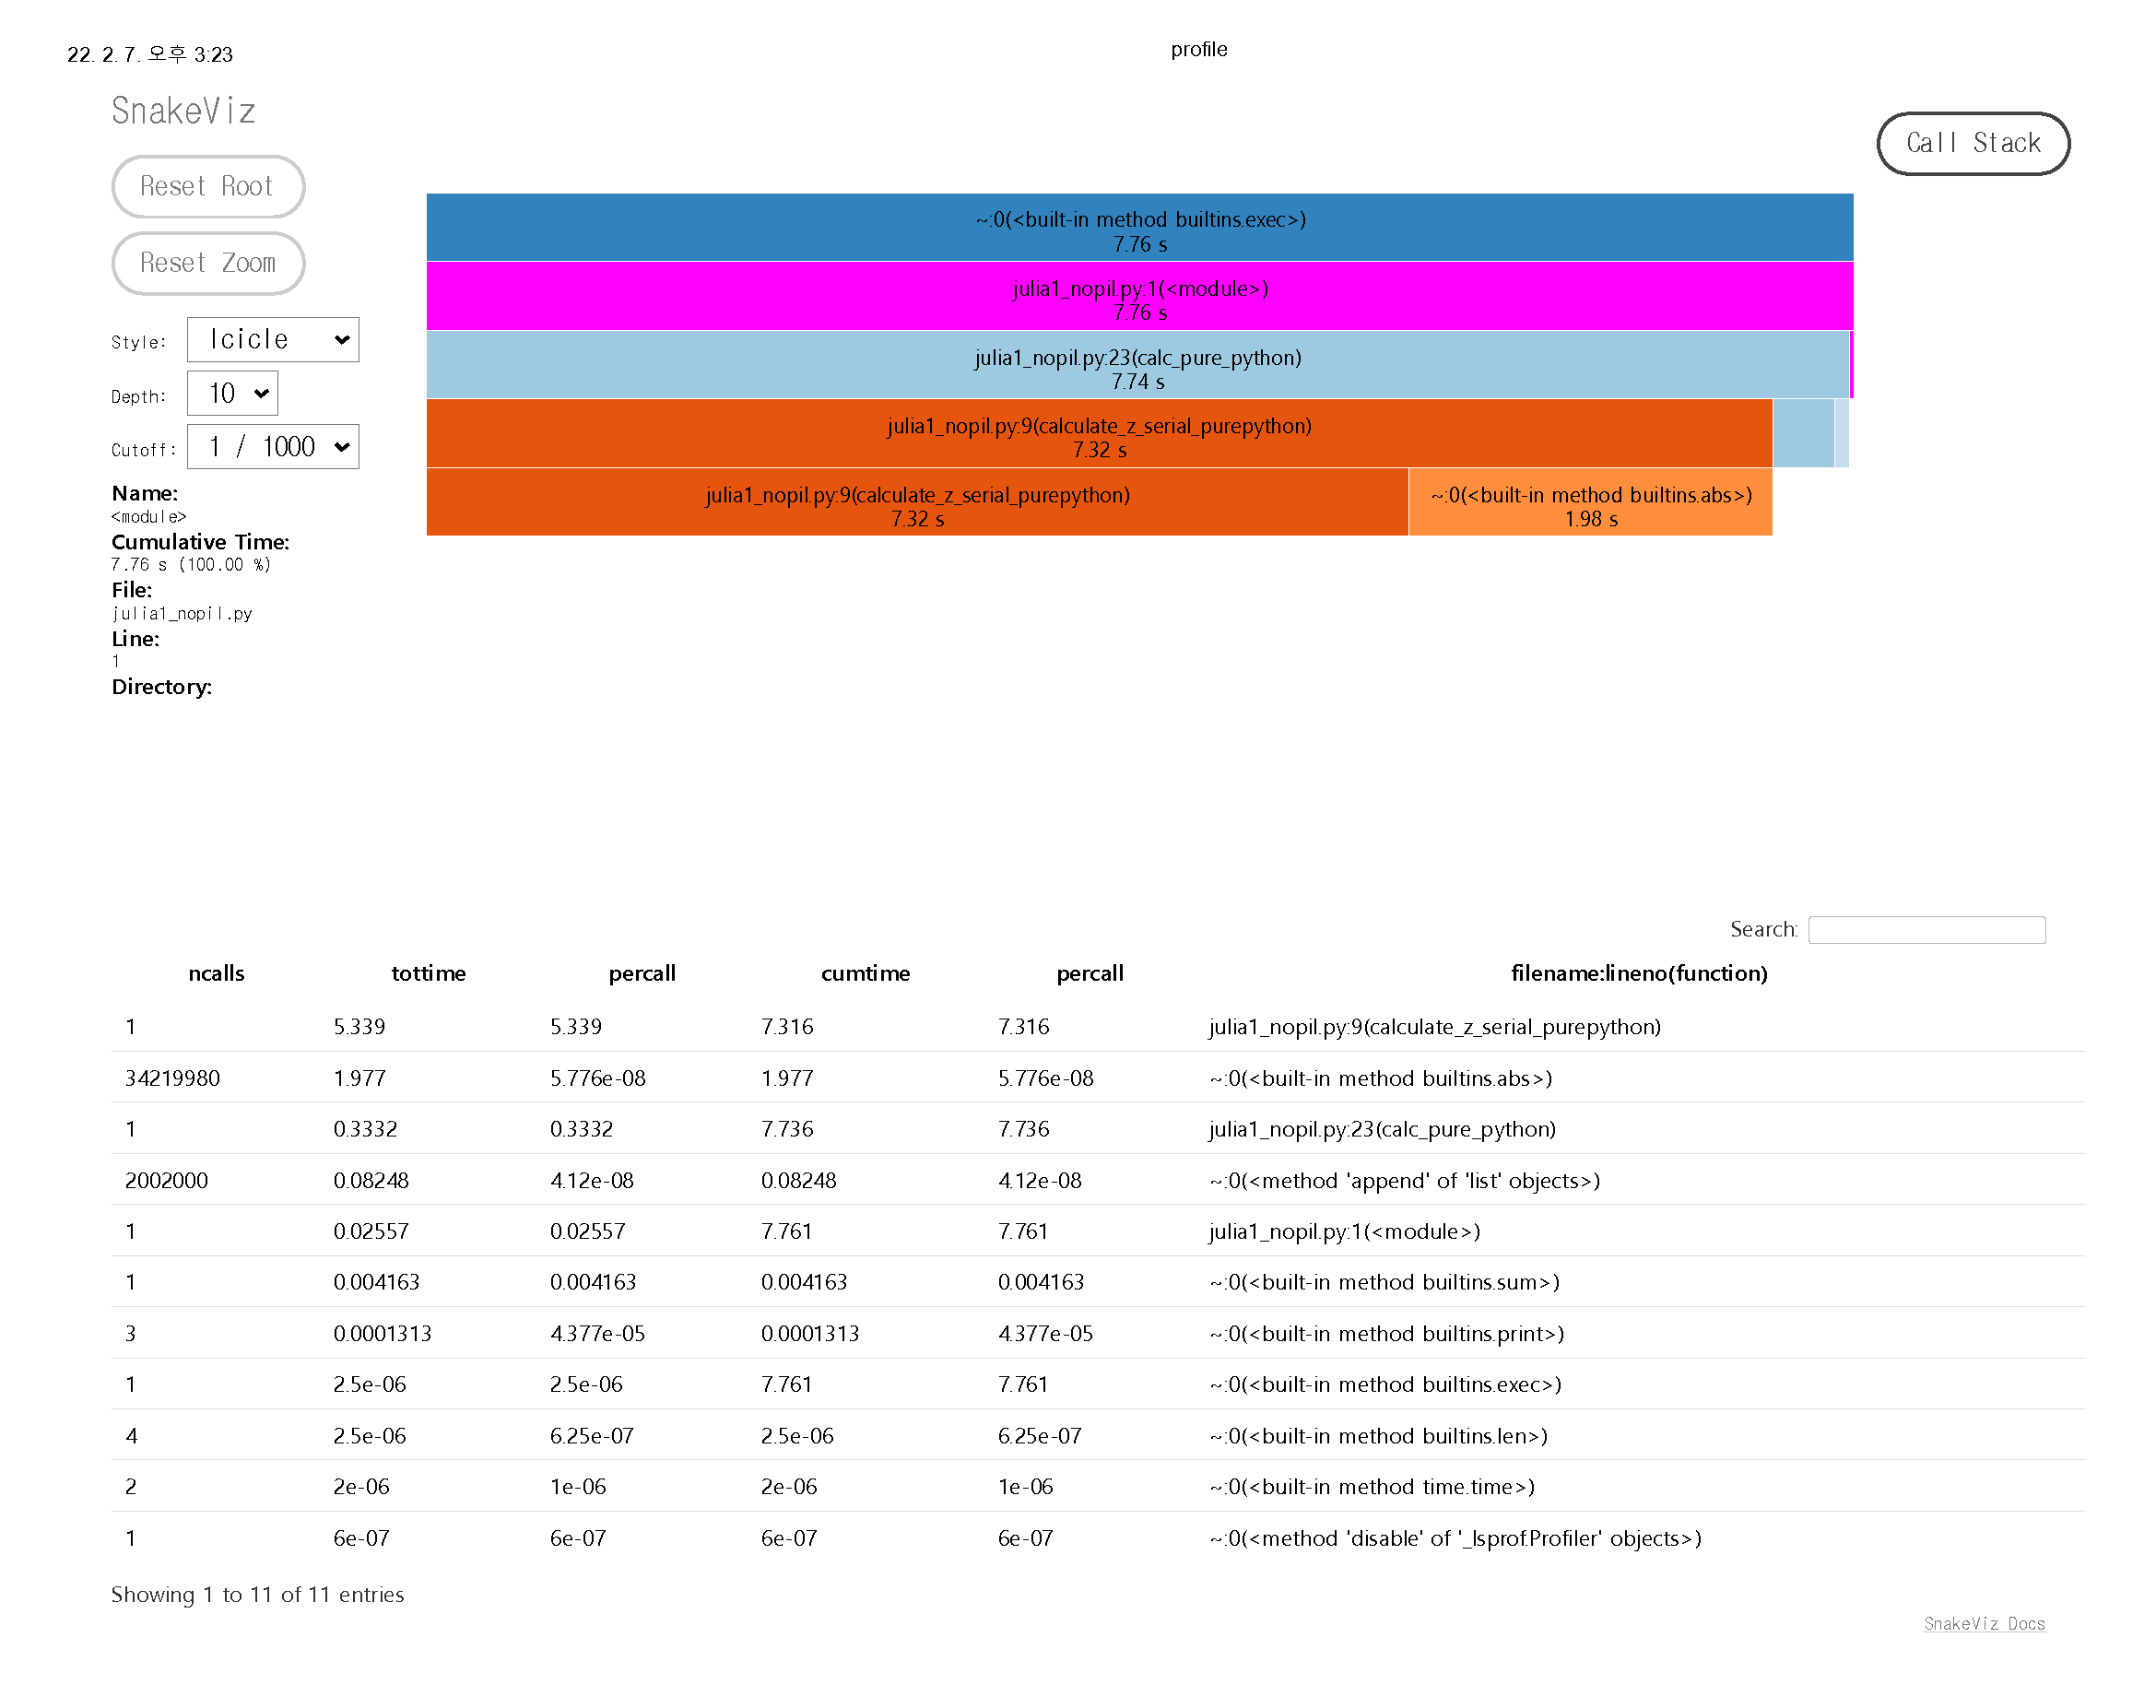 22. 2. 7. 오후 3:23
profile
SnakeViz
Call Stack
Reset Root
Reset Zoom
Style: Icicle
Depth: 10
Cutoff: 1 / 1000
Name:
<module>
Cumulative Time:
7.76 s (100.00 %)
File:
julia1_nopil.py
Line:
1
Directory:
~:0(<built-in method builtins.exec>)
7.76 s
julia1_nopil.py:1(<module>)
7.76 s
julia1_nopil.py:23(calc_pure_python)
7.74 s
julia1_nopil.py:9(calculate_z_serial_purepython)
7.32 s
julia1_nopil.py:9(calculate_z_serial_purepython)
7.32 s
~:0(<built-in method builtins.abs>)
1.98 s
Search:
ncalls tottime percall cumtime percall filename:lineno(function)
1 5.339 5.339 7.316 7.316 julia1_nopil.py:9(calculate_z_serial_purepython)
34219980 1.977 5.776e-08 1.977 5.776e-08 ~:0(<built-in method builtins.abs>)
1 0.3332 0.3332 7.736 7.736 julia1_nopil.py:23(calc_pure_python)
2002000 0.08248 4.12e-08 0.08248 4.12e-08 ~:0(<method 'append' of 'list' objects>)
1 0.02557 0.02557 7.761 7.761 julia1_nopil.py:1(<module>)
1 0.004163 0.004163 0.004163 0.004163 ~:0(<built-in method builtins.sum>)
3 0.0001313 4.377e-05 0.0001313 4.377e-05 ~:0(<built-in method builtins.print>)
1 2.5e-06 2.5e-06 7.761 7.761 ~:0(<built-in method builtins.exec>)
4 2.5e-06 6.25e-07 2.5e-06 6.25e-07 ~:0(<built-in method builtins.len>)
2 2e-06 1e-06 2e-06 1e-06 ~:0(<built-in method time.time>)
1 6e-07 6e-07 6e-07 6e-07 ~:0(<method 'disable' of '_lsprof.Profiler' objects>)
Showing 1 to 11 of 11 entries
SnakeViz Docs